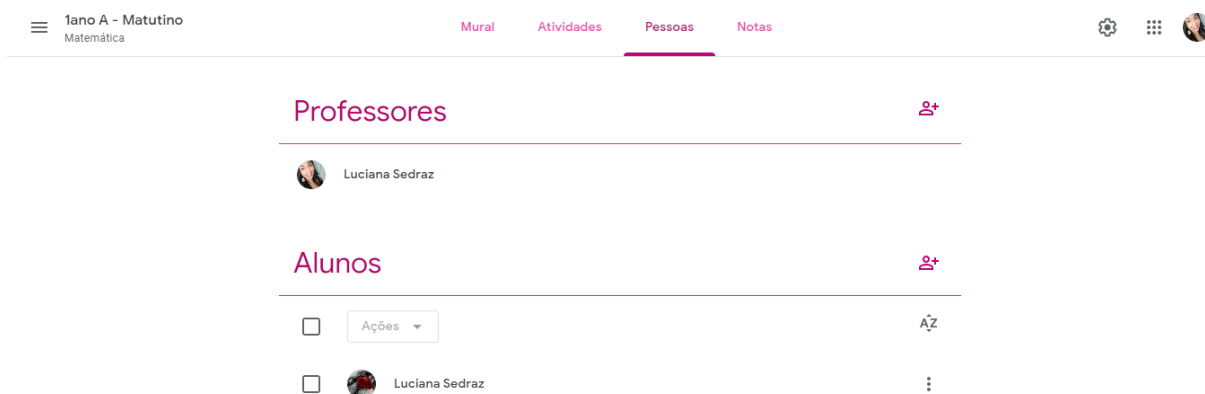 1ano A - Matutino
Matemática
Mural Atividades Pessoas Notas
Professores
Luciana Sedraz
Alunos
Ações
AZ
Luciana Sedraz